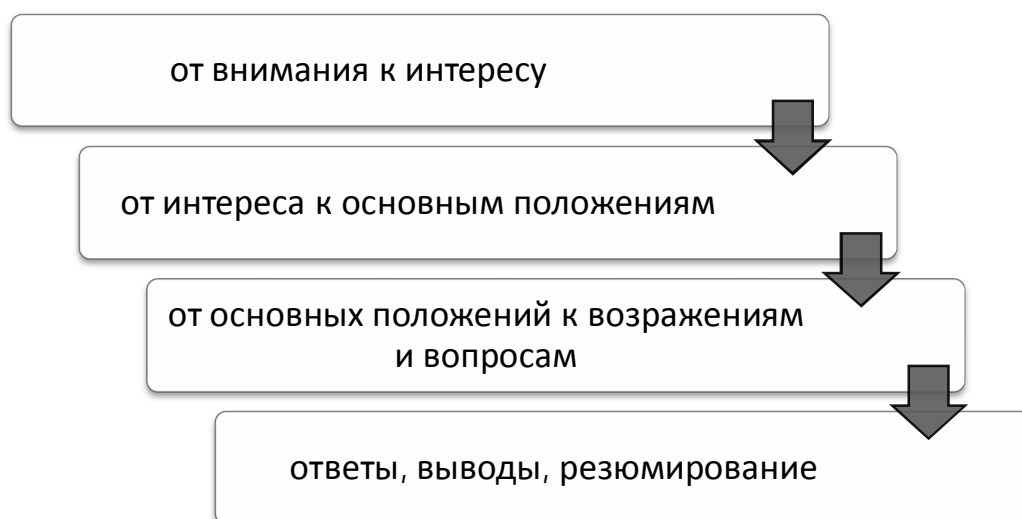 от внимания к интересу
от интереса к основным положениям
от основных положений к возражениям
и вопросам
ответы, выводы, резюмирование